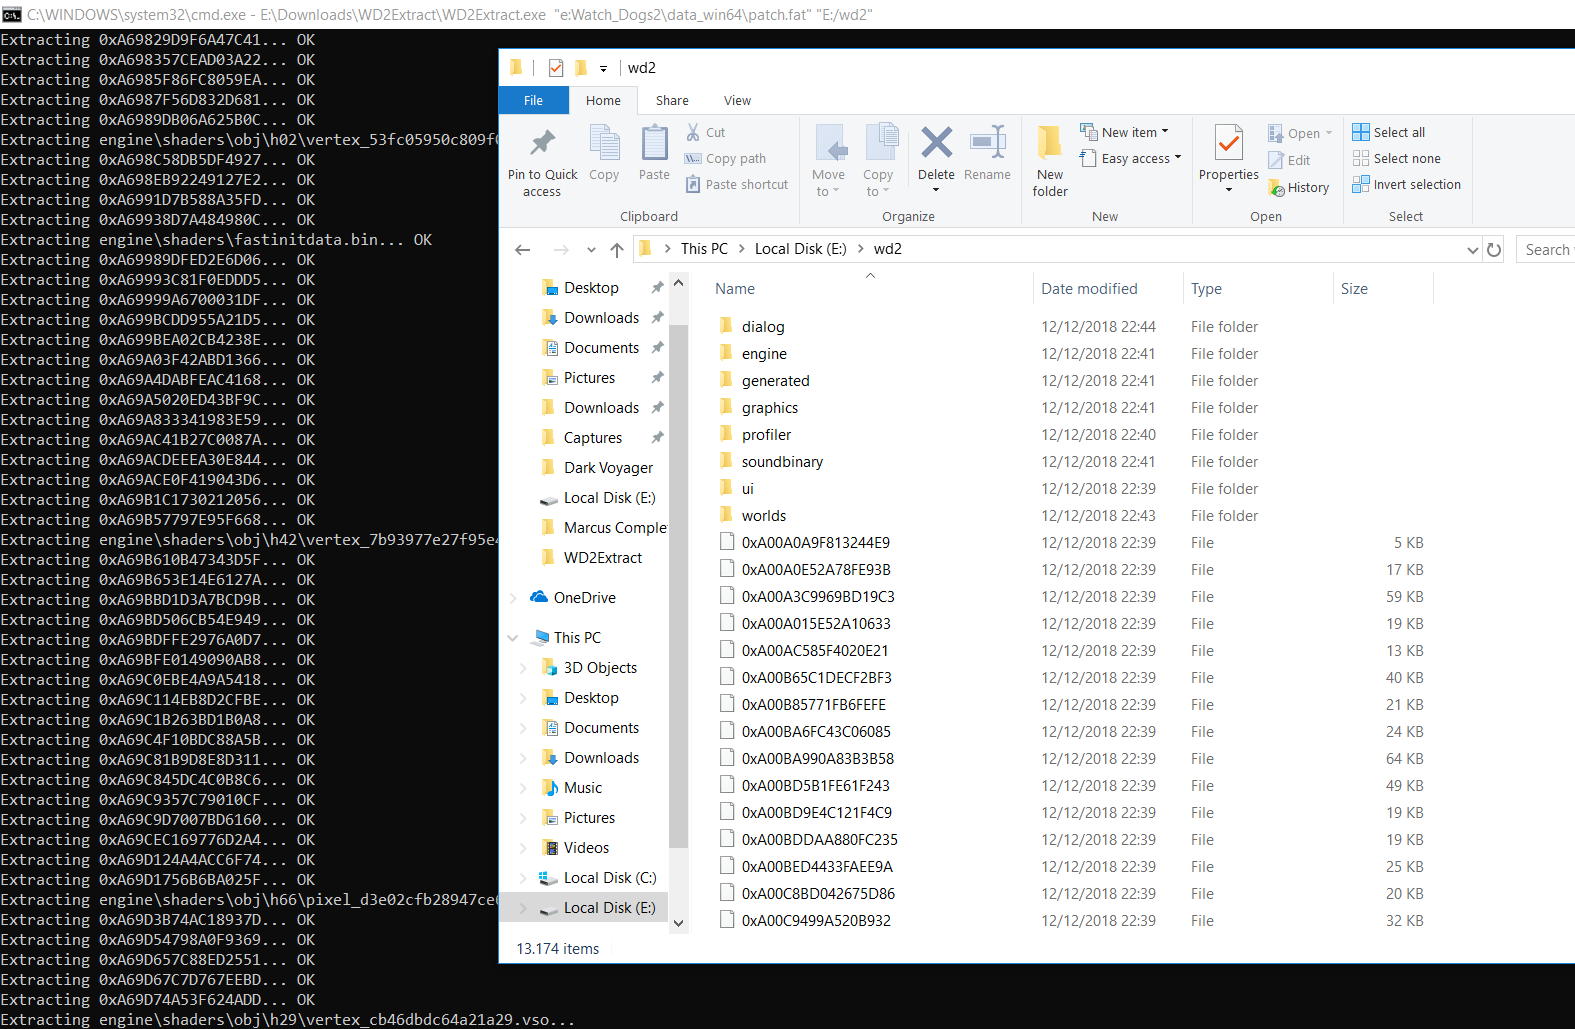 C:\WINDOWS\system32\cmd.exe - E:\Downloads\WD2Extract\WD2Extract.exe "e:Watch_Dogs2\data_win64\patch.fat" "E:/wd2"
Extracting 0xA69829D9F6A47C41... OK
Extracting 0xA698357CEAD03A22... OK
Extracting 0xA6985F86FC8059EA... OK
Extracting 0xA6987F56D832D681... OK
Extracting 0xA6989DB06A625B0C... OK
Extracting engine\shaders\obj\h02\vertex_53fc05950c809f
Extracting 0xA698C58DB5DF4927... OK
Extracting 0xA698EB92249127E2... OK
Extracting 0xA6991D7B588A35FD... OK
Extracting 0xA69938D7A484980C... OK
Extracting engine\shaders\fastinitdata.bin... OK
Extracting 0xA69989DFED2E6D06... OK
Extracting 0xA69993C81F0EDDD5... OK
Extracting 0xA69999A6700031DF... OK
Extracting 0xA699BCDD955A21D5... OK
Extracting 0xA699BEA02CB4238E... OK
Extracting 0xA69A03F42ABD1366... OK
Extracting 0xA69A4DABFEAC4168... OK
Extracting 0xA69A5020ED43BF9C... OK
Extracting 0xA69A833341983E59... OK
Extracting 0xA69AC41B27C0087A... OK
Extracting 0xA69ACDEEEA30E844... OK
Extracting 0xA69ACE0F419043D6... OK
Extracting 0xA69B1C1730212056... OK
Extracting 0xA69B57797E95F668... OK
Extracting engine\shaders\obj\h42\vertex_7b93977e27f95e4
Extracting 0xA69B610B47343D5F... OK
Extracting 0xA69B653E14E6127A... OK
Extracting 0xA69BBD1D3A7BCD9B... OK
Extracting 0xA69BD506CB54E949... OK
Extracting 0xA69BDFFE2976A0D7... OK
Extracting 0xA69BFE0149090AB8... OK
Extracting 0xA69C0EBE4A9A5418... OK
Extracting 0xA69C114EB8D2CFBE... OK
Extracting 0xA69C1B263BD1B0A8... OK
Extracting 0xA69C4F10BDC88A5B... OK
Extracting 0xA69C81B9D8E8D311... OK
Extracting 0xA69C845DC4C0B8C6... OK
Extracting 0xA69C9357C79010CF... OK
Extracting 0xA69C9D7007BD6160... OK
Extracting 0xA69CEC169776D2A4... OK
Extracting 0xA69D124A4ACC6F74... OK
Extracting 0xA69D1756B6BA025F... OK
Extracting engine\shaders\obj\h66\pixel_d3e02cfb28947ce
Extracting 0xA69D3B74AC18937D... OK
Extracting 0xA69D54798A0F9369... OK
Extracting 0xA69D657C88ED2551... OK
Extracting 0xA69D67C7D767EEBD... OK
Extracting 0xA69D74A53F624ADD... OK
Extracting engine\shaders\obj\h29\vertex_cb46dbdc64a21a29.vso...
wd2
File Home Share View
Pin to Quick access
Copy
Paste
Cut
Copy path
Paste shortcut
Clipboard
Move to
Copy to
Delete
Rename
Organize
New folder
New item
Easy access
New
Properties
Open
Edit
History
Open
Select all
Select none
Invert selection
Select
This PC > Local Disk (E:) > wd2
Search
Desktop
Downloads
Documents
Pictures
Downloads
Captures
Dark Voyager
Local Disk (E:)
Marcus Comple
WD2Extract
OneDrive
This PC
3D Objects
Desktop
Documents
Downloads
Music
Pictures
Videos
Local Disk (C:)
Local Disk (E:)
Name Date modified Type Size
dialog 12/12/2018 22:44 File folder
engine 12/12/2018 22:41 File folder
generated 12/12/2018 22:41 File folder
graphics 12/12/2018 22:41 File folder
profiler 12/12/2018 22:40 File folder
soundbinary 12/12/2018 22:41 File folder
ui 12/12/2018 22:39 File folder
worlds 12/12/2018 22:43 File folder
0xA00A0A9F813244E9 12/12/2018 22:39 File 5 KB
0xA00A0E52A78FE93B 12/12/2018 22:39 File 17 KB
0xA00A3C9969BD19C3 12/12/2018 22:39 File 59 KB
0xA00A015E52A10633 12/12/2018 22:39 File 19 KB
0xA00AC585F4020E21 12/12/2018 22:39 File 13 KB
0xA00B65C1DECF2BF3 12/12/2018 22:39 File 40 KB
0xA00B85771FB6FEFE 12/12/2018 22:39 File 21 KB
0xA00BA6FC43C06085 12/12/2018 22:39 File 24 KB
0xA00BA990A83B3B58 12/12/2018 22:39 File 64 KB
0xA00BD5B1FE61F243 12/12/2018 22:39 File 49 KB
0xA00BD9E4C121F4C9 12/12/2018 22:39 File 19 KB
0xA00BDDAA880FC235 12/12/2018 22:39 File 19 KB
0xA00BED4433FAEE9A 12/12/2018 22:39 File 25 KB
0xA00C8BD042675D86 12/12/2018 22:39 File 20 KB
0xA00C9499A520B932 12/12/2018 22:39 File 32 KB
13.174 items